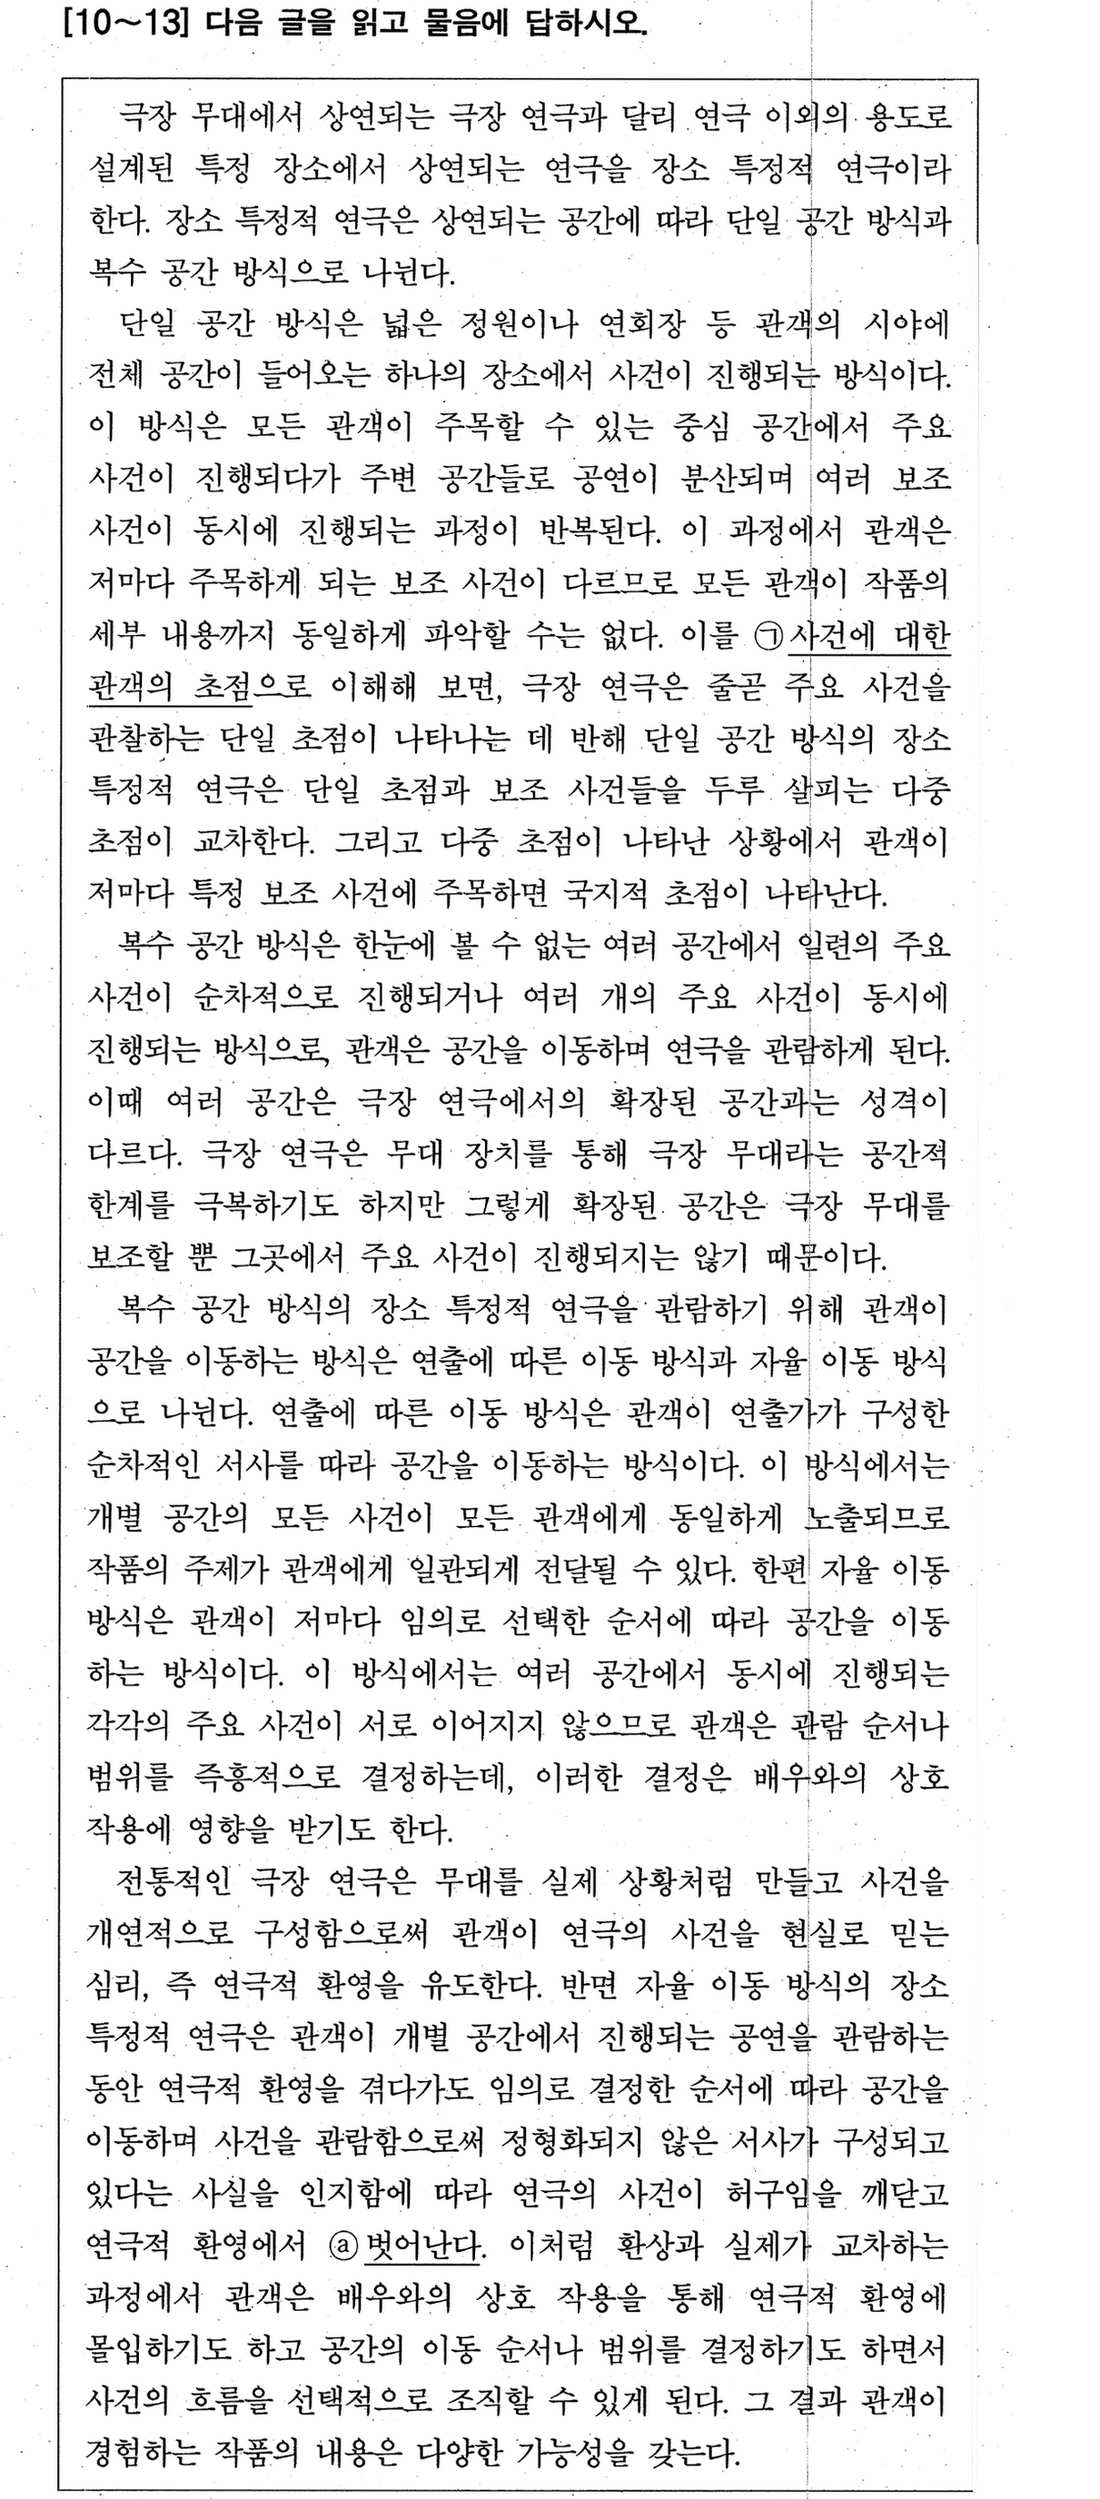 [10～13] 다음 글을 읽고 물음에 답하시오.
극장 무대에서 상연되는 극장 연극과 달리 연극 이외의 용도로
설계된 특정 장소에서 상연되는 연극을 장소 특정적 연극이라
한다. 장소 특정적 연극은 상연되는 공간에 따라 단일 공간 방식과
복수 공간 방식으로 나뉜다.
단일 공간 방식은 넓은 정원이나 연회장 등 관객의 시야에
전체 공간이 들어오는 하나의 장소에서 사건이 진행되는 방식이다.
이 방식은 모든 관객이 주목할 수 있는 중심 공간에서 주요
사건이 진행되다가 주변 공간들로 공연이 분산되며 여러 보조
사건이 동시에 진행되는 과정이 반복된다. 이 과정에서 관객은
저마다 주목하게 되는 보조 사건이 다르므로 모든 관객이 작품의
세부 내용까지 동일하게 파악할 수는 없다. 이를 ㉠사건에 대한
관객의 초점으로 이해해 보면, 극장 연극은 줄곧 주요 사건을
관찰하는 단일 초점이 나타나는 데 반해 단일 공간 방식의 장소
특정적 연극은 단일 초점과 보조 사건들을 두루 살피는 다중
초점이 교차한다. 그리고 다중 초점이 나타난 상황에서 관객이
저마다 특정 보조 사건에 주목하면 국지적 초점이 나타난다.
복수 공간 방식은 한눈에 볼 수 없는 여러 공간에서 일련의 주요
사건이 순차적으로 진행되거나 여러 개의 주요 사건이 동시에
진행되는 방식으로, 관객은 공간을 이동하며 연극을 관람하게 된다.
이때 여러 공간은 극장 연극에서의 확장된 공간과는 성격이
다르다. 극장 연극은 무대 장치를 통해 극장 무대라는 공간적
한계를 극복하기도 하지만 그렇게 확장된 공간은 극장 무대를
보조할 뿐 그곳에서 주요 사건이 진행되지는 않기 때문이다.
복수 공간 방식의 장소 특정적 연극을 관람하기 위해 관객이
공간을 이동하는 방식은 연출에 따른 이동 방식과 자율 이동 방식
으로 나뉜다. 연출에 따른 이동 방식은 관객이 연출가가 구성한
순차적인 서사를 따라 공간을 이동하는 방식이다. 이 방식에서는
개별 공간의 모든 사건이 모든 관객에게 동일하게 노출되므로
작품의 주제가 관객에게 일관되게 전달될 수 있다. 한편 자율 이동
방식은 관객이 저마다 임의로 선택한 순서에 따라 공간을 이동
하는 방식이다. 이 방식에서는 여러 공간에서 동시에 진행되는
각각의 주요 사건이 서로 이어지지 않으므로 관객은 관람 순서나
범위를 즉흥적으로 결정하는데, 이러한 결정은 배우와의 상호
작용에 영향을 받기도 한다.
전통적인 극장 연극은 무대를 실제 상황처럼 만들고 사건을
개연적으로 구성함으로써 관객이 연극의 사건을 현실로 믿는
심리, 즉 연극적 환영을 유도한다. 반면 자율 이동 방식의 장소
특정적 연극은 관객이 개별 공간에서 진행되는 공연을 관람하는
동안 연극적 환영을 겪다가도 임의로 결정한 순서에 따라 공간을
이동하며 사건을 관람함으로써 정형화되지 않은 서사가 구성되고
있다는 사실을 인지함에 따라 연극의 사건이 허구임을 깨닫고
연극적 환영에서 ⓐ벗어난다. 이처럼 환상과 실제가 교차하는
과정에서 관객은 배우와의 상호 작용을 통해 연극적 환영에
몰입하기도 하고 공간의 이동 순서나 범위를 결정하기도 하면서
사건의 흐름을 선택적으로 조직할 수 있게 된다. 그 결과 관객이
경험하는 작품의 내용은 다양한 가능성을 갖는다.